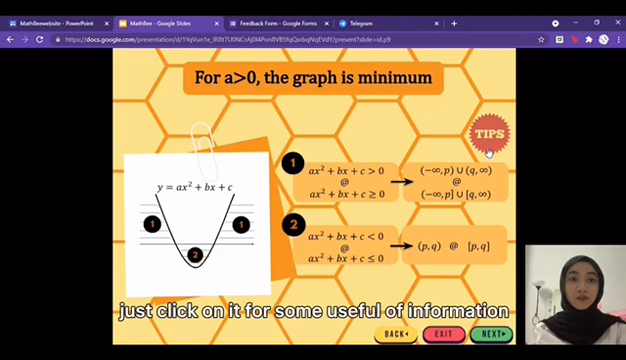 MathBeewebsite - PowerPoint
MathBee - Google Slides
Feedback Form - Google Forms
Telegram
For a>0, the graph is minimum
TIPS
y = ax² + bx + c
1
1
2
1
ax² + bx + c > 0
@
ax² + bx + c ≥ 0
(−∞, p) ∪ (q, ∞)
@
(−∞, p] ∪ [q, ∞)
2
ax² + bx + c < 0
@
ax² + bx + c ≤ 0
(p, q) @ [p, q]
just click on it for some useful of information
BACK
EXIT
NEXT